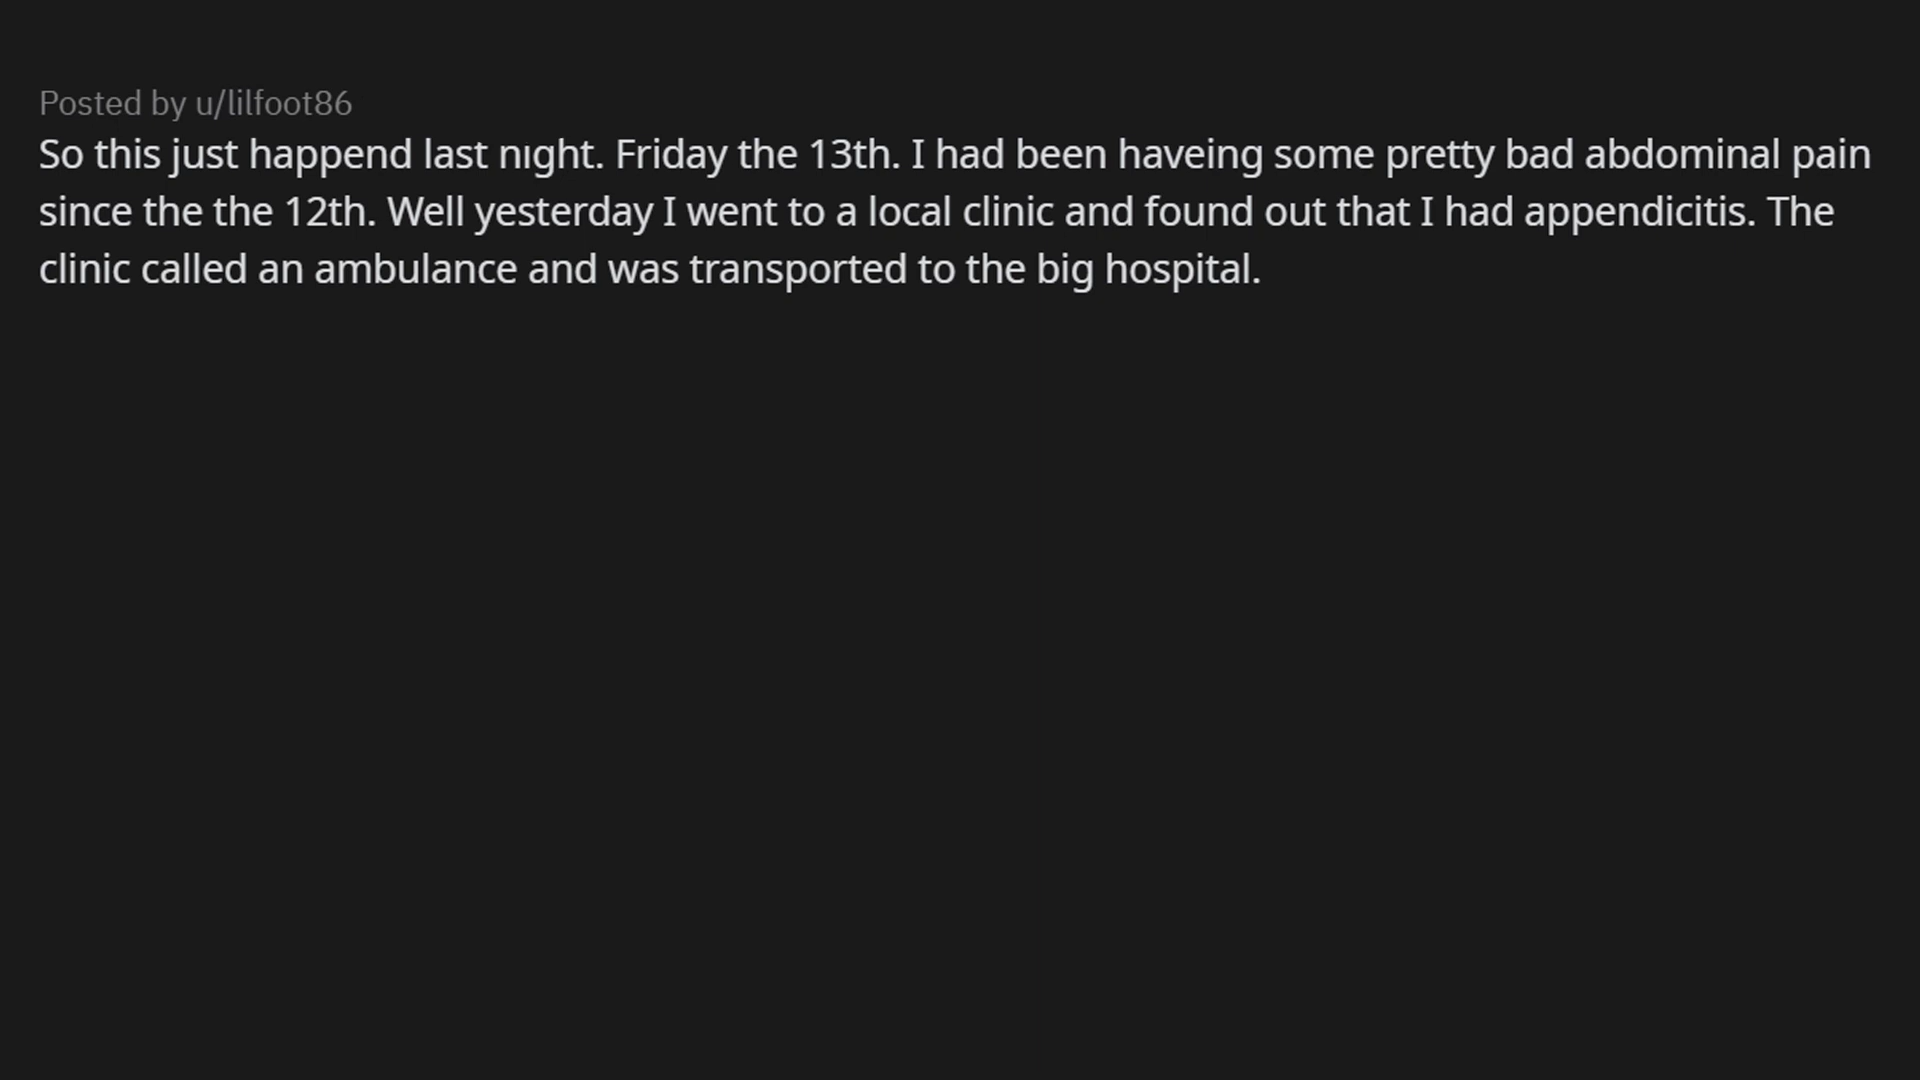 Posted by u/lilfoot86
So this just happend last nıght. Friday the 13th. I had been haveing some pretty bad abdominal pain
since the the 12th. Well yesterday I went to a local clinic and found out that I had appendicitis. The
clinic called an ambulance and was transported to the big hospital.